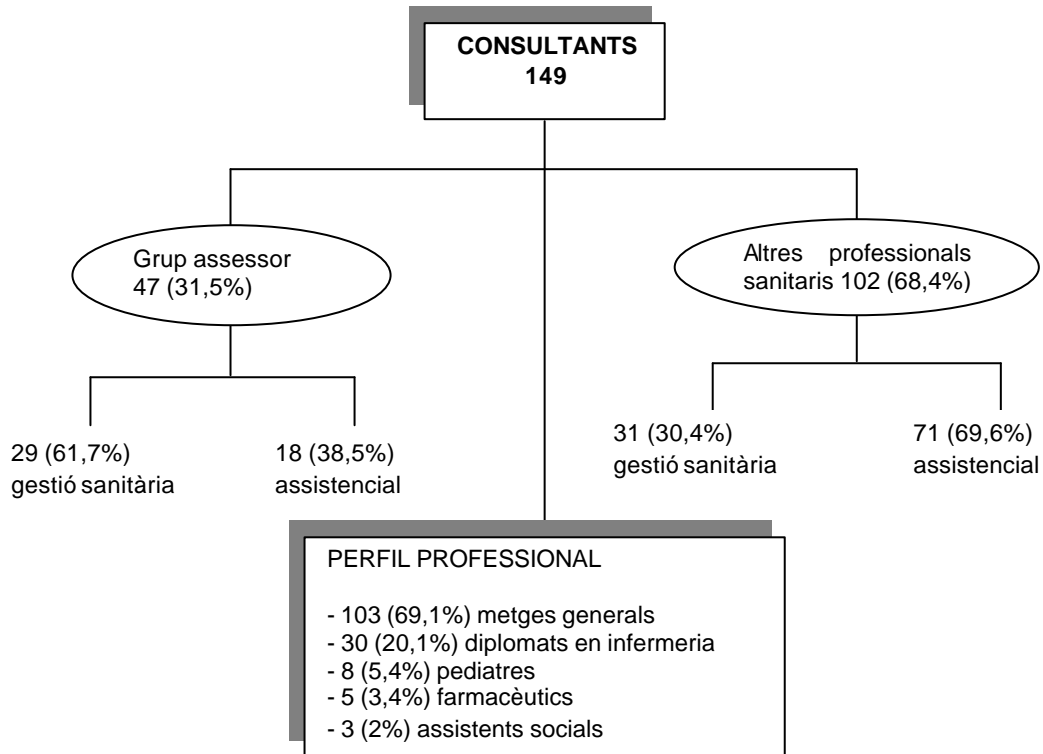 CONSULTANTS
149
Grup assessor
47 (31,5%)
Altres professionals
sanitaris 102 (68,4%)
29 (61,7%)
gestió sanitària
18 (38,5%)
assistencial
31 (30,4%)
gestió sanitària
71 (69,6%)
assistencial
PERFIL PROFESSIONAL
- 103 (69,1%) metges generals
- 30 (20,1%) diplomats en infermeria
- 8 (5,4%) pediatres
- 5 (3,4%) farmacèutics
- 3 (2%) assistents socials